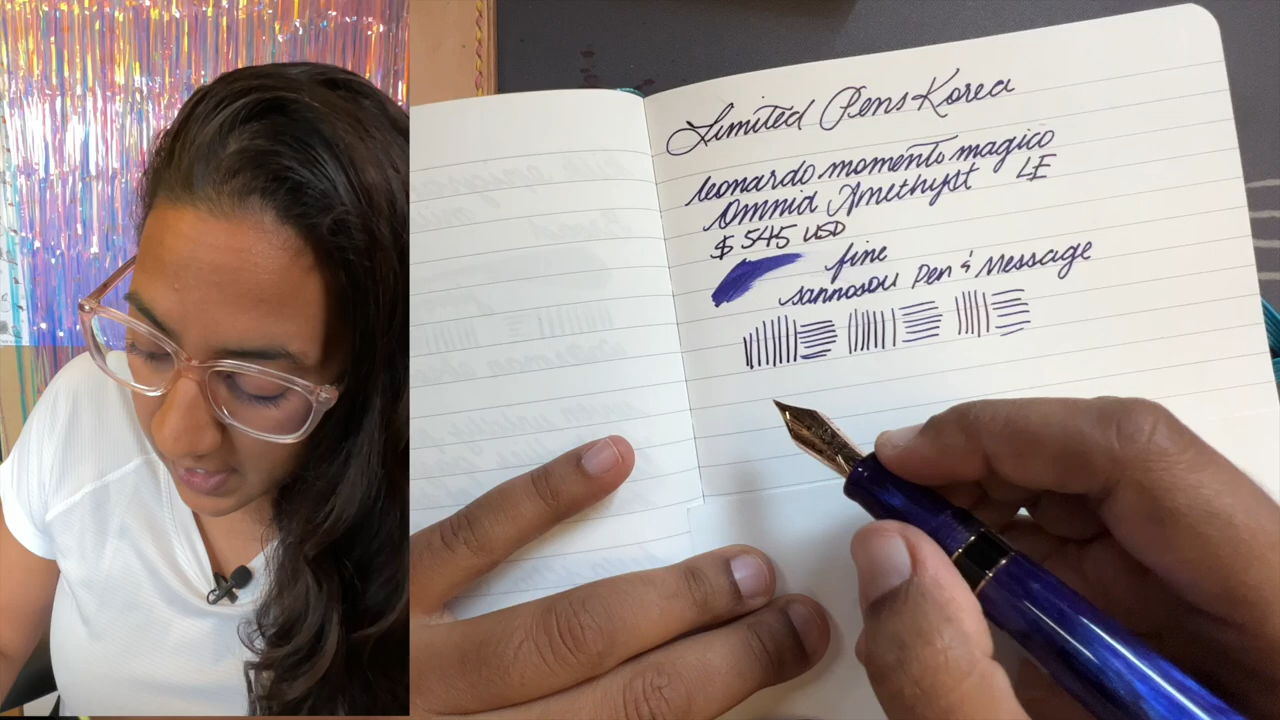 Limited Pens Korea
leonardo momento magico
Omnia Amethyst LE
$545 USD
fine
sannosou Pen & Message